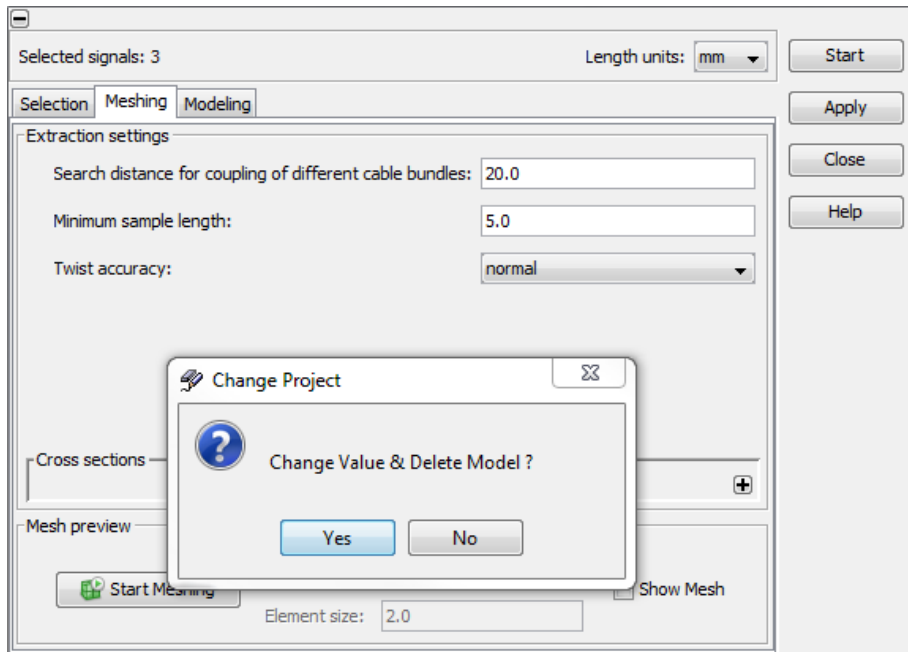 Selected signals: 3 Length units: mm
Start
Selection Meshing Modeling
Apply
Extraction settings
Search distance for coupling of different cable bundles: 20.0
Close
Minimum sample length: 5.0
Help
Twist accuracy: normal
Change Project
Change Value & Delete Model ?
Yes No
Cross sections
Mesh preview
Start Meshing
Show Mesh
Element size: 2.0